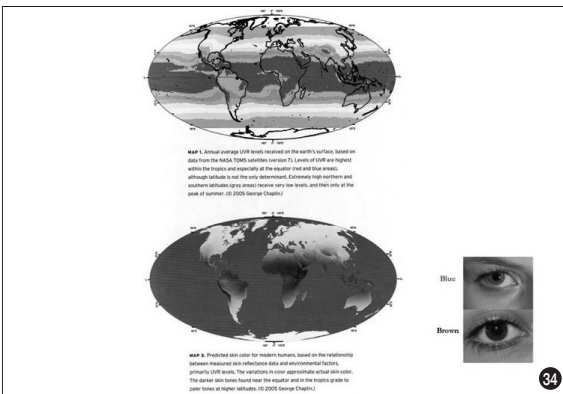 MAP 1. Annual average UVR levels received on the earth's surface, based on
data from the NASA TOMS satellites (version 7). Levels of UVR are highest
within the tropics and especially at the equator (red and blue areas),
although latitude is not the only determinant. Extremely high northern and
southern latitudes (grey areas) receive very low levels, and then only at the
peak of summer. (© 2005 George Chaplin.)
MAP 2. Predicted skin color for modern humans, based on the relationship
between measured skin reflectance data and environmental factors,
primarily UVR levels. The variations in color approximate actual skin color.
The darker skin tones found near the equator and in the tropics grade to
paler tones at higher latitudes. (© 2005 George Chaplin.)
Blue
Brown
34